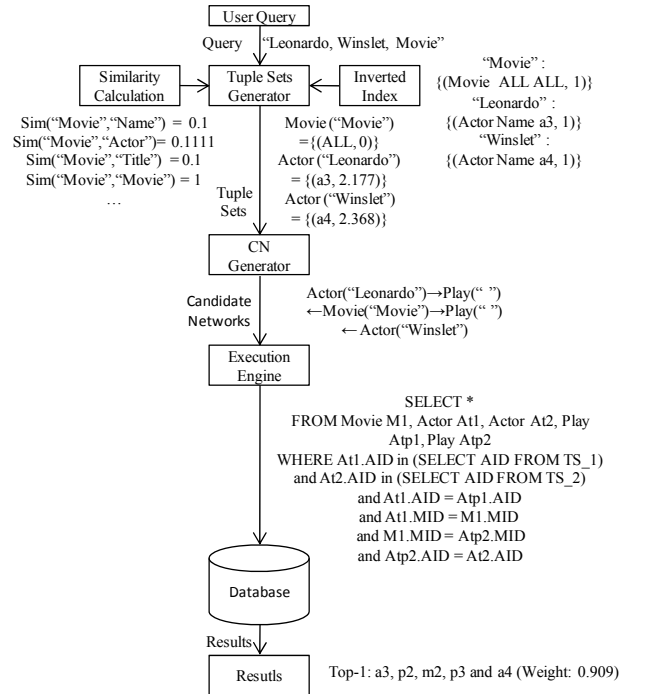 User Query
Query
"Leonardo, Winslet, Movie"
Similarity
Calculation
Tuple Sets
Generator
Inverted
Index
"Movie" :
{(Movie ALL ALL, 1)}
"Leonardo" :
{(Actor Name a3, 1)}
"Winslet" :
{(Actor Name a4, 1)}
Sim("Movie","Name") = 0.1
Sim("Movie","Actor")= 0.1111
Sim("Movie","Title") = 0.1
Sim("Movie","Movie") = 1
…
Tuple
Sets
Movie ("Movie")
={(ALL, 0)}
Actor ("Leonardo")
= {(a3, 2.177)}
Actor ("Winslet")
= {(a4, 2.368)}
CN
Generator
Candidate
Networks
Actor("Leonardo")→Play(" ")
←Movie("Movie")→Play(" ")
← Actor("Winslet")
Execution
Engine
SELECT *
FROM Movie M1, Actor At1, Actor At2, Play
Atp1, Play Atp2
WHERE At1.AID in (SELECT AID FROM TS_1)
and At2.AID in (SELECT AID FROM TS_2)
and At1.AID = Atp1.AID
and At1.MID = M1.MID
and M1.MID = Atp2.MID
and Atp2.AID = At2.AID
Database
Results
Resutls
Top-1: a3, p2, m2, p3 and a4 (Weight: 0.909)